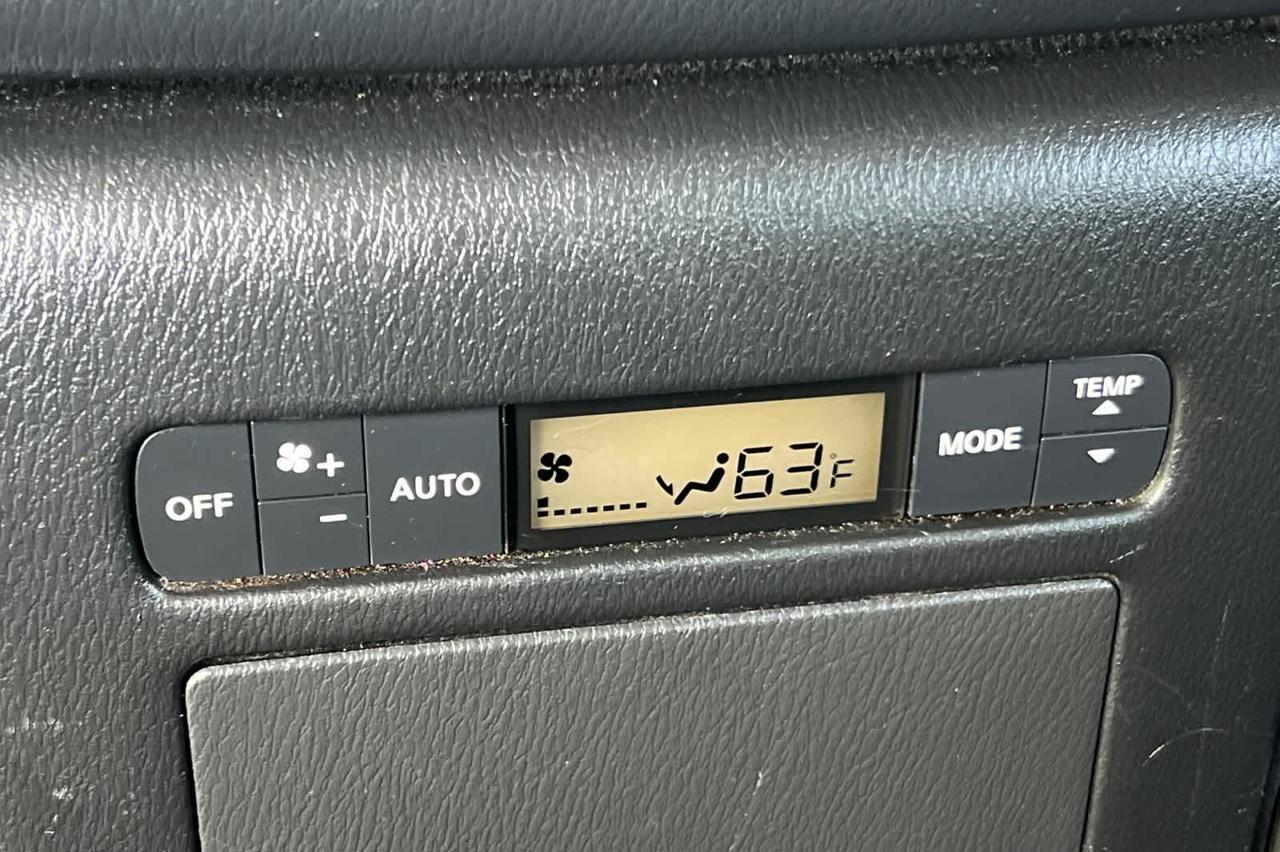 OFF
+
-
AUTO
63°F
MODE
TEMP